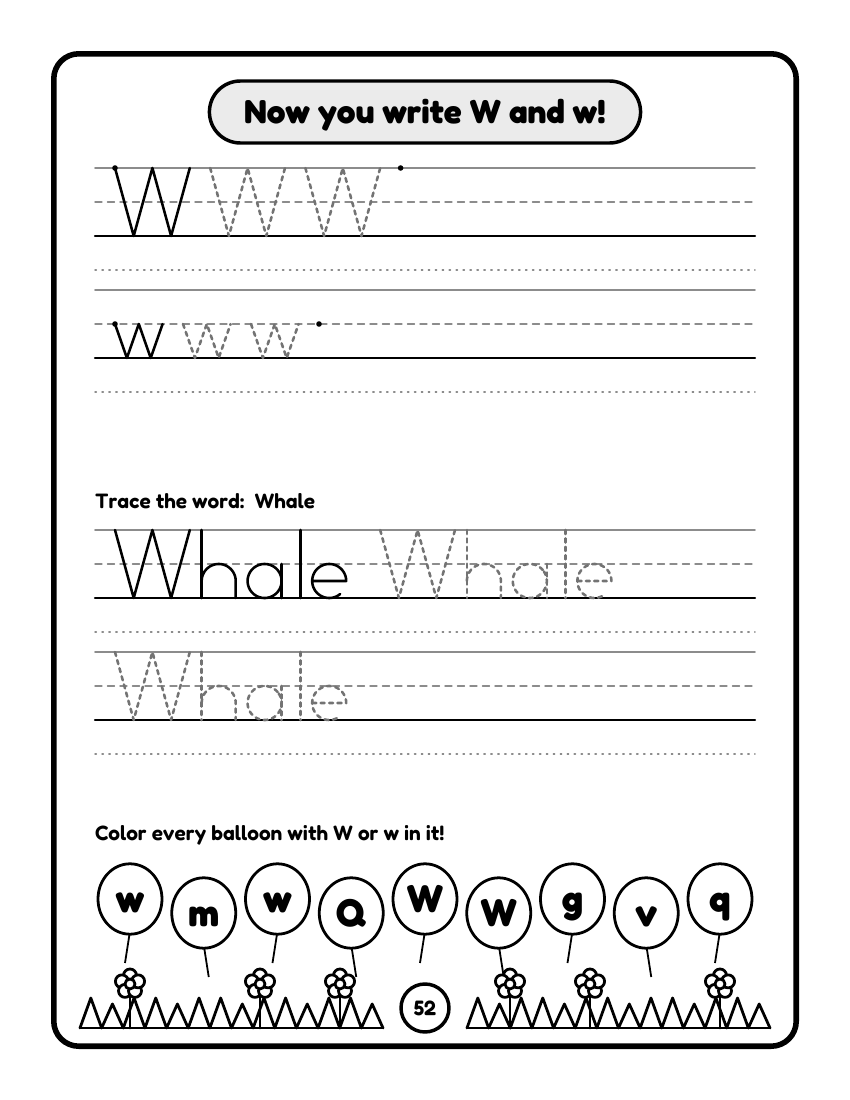 Now you write W and w!
W W W
w w w
Trace the word: Whale
Whale Whale
Whale
Color every balloon with W or w in it!
w m w Q W W g v q
52